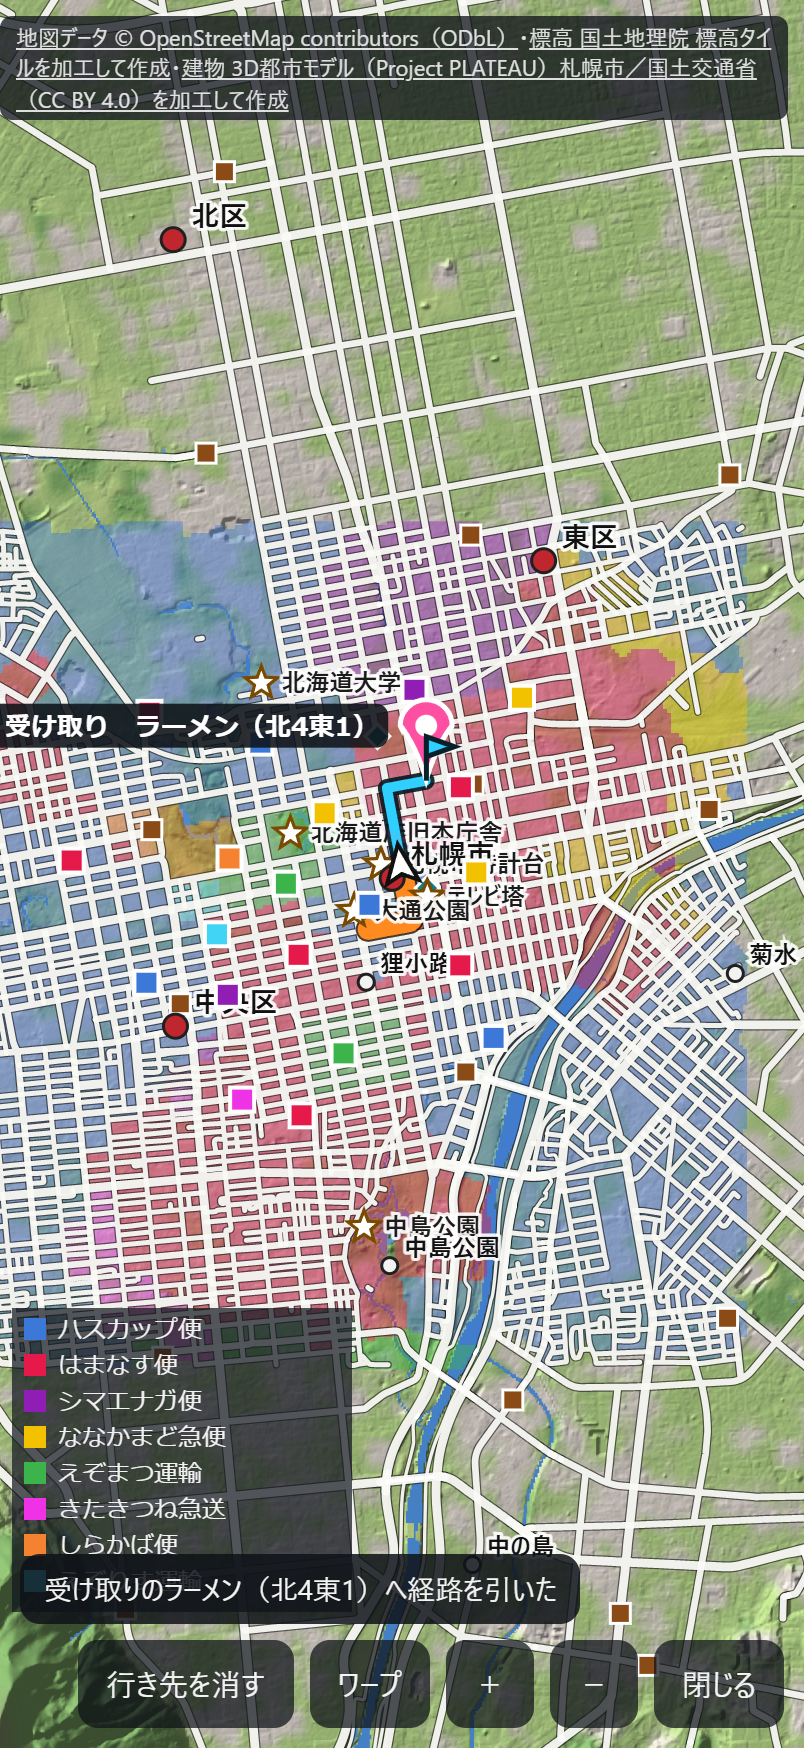 地図データ © OpenStreetMap contributors（ODbL）・標高 国土地理院 標高タイ
ルを加工して作成・建物 3D都市モデル（Project PLATEAU）札幌市／国土交通省
（CC BY 4.0）を加工して作成
北区
東区
北海道大学
受け取り　ラーメン（北4東1）
札幌市
大通公園
狸小路
菊水
中島公園
中島公園
ハスカップ便
はまなす便
シマエナガ便
ななかまど急便
えぞまつ運輸
きたきつね急送
しらかば便
中の島
受け取りのラーメン（北4東1）へ経路を引いた
行き先を消す
ワープ
＋
－
閉じる